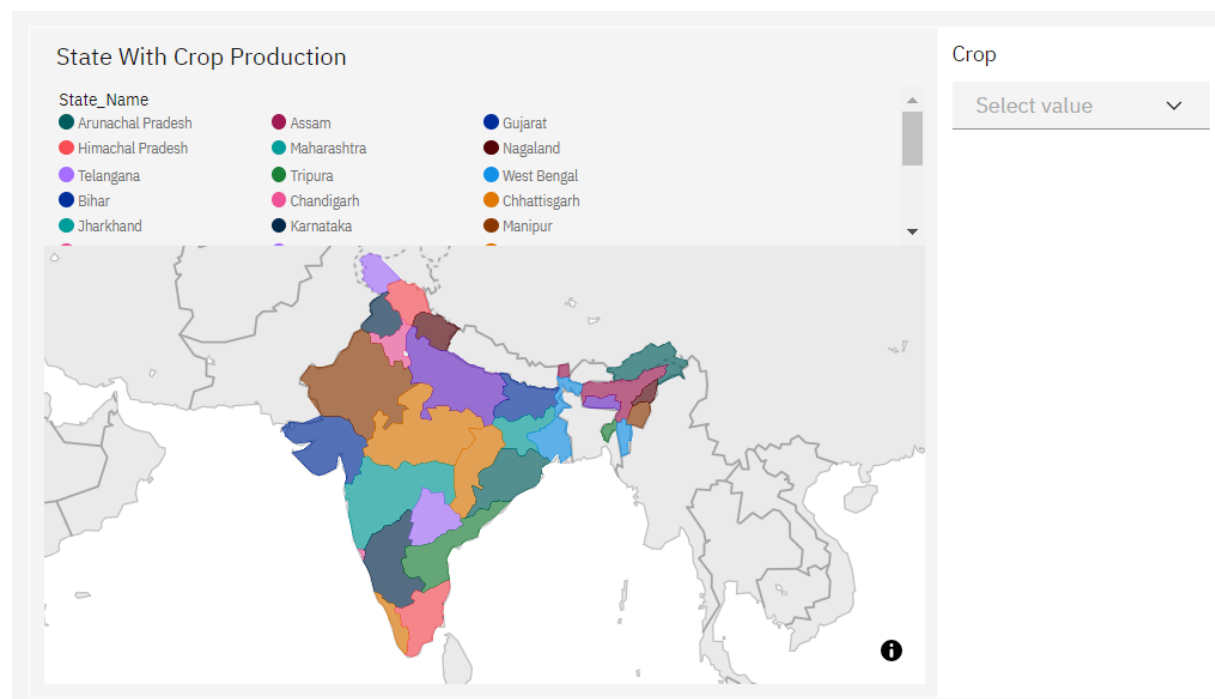 State With Crop Production
Crop
State_Name
Select value
Arunachal Pradesh Assam Gujarat
Himachal Pradesh Maharashtra Nagaland
Telangana Tripura West Bengal
Bihar Chandigarh Chhattisgarh
Jharkhand Karnataka Manipur
i